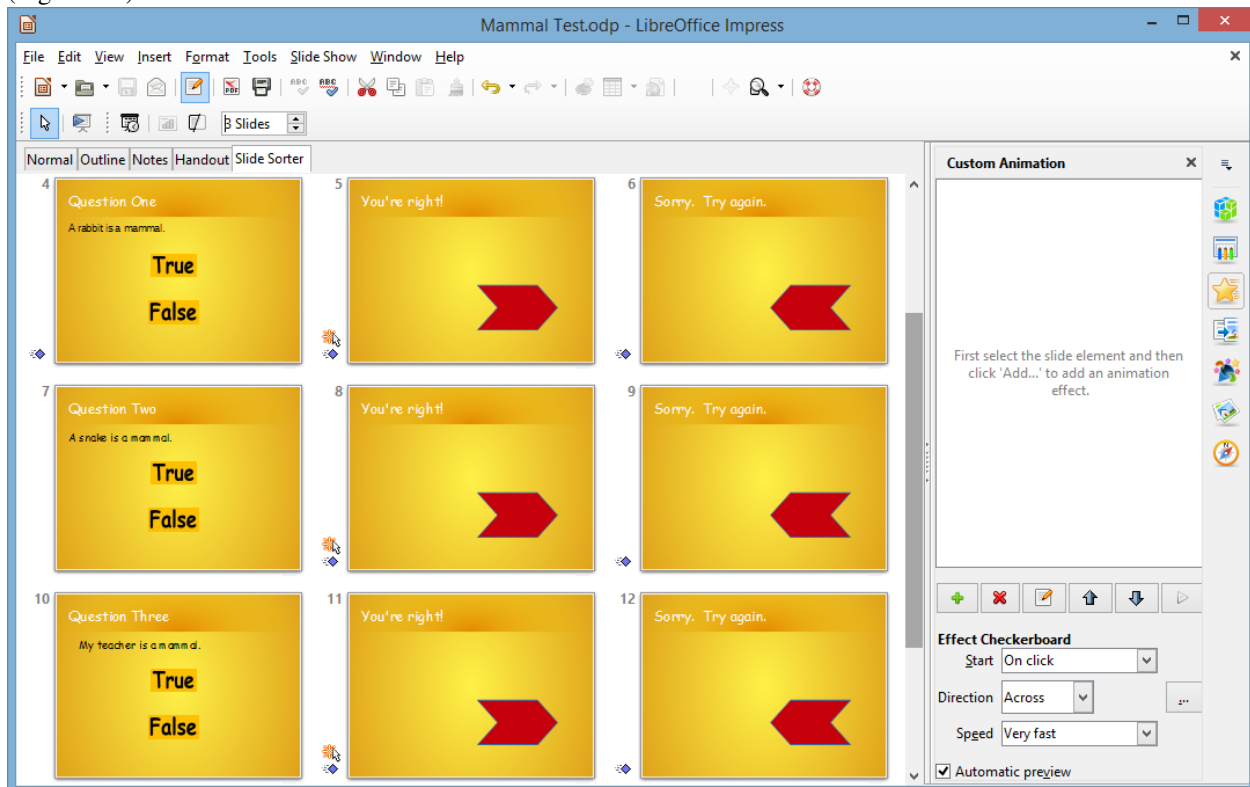 Mammal Test.odp - LibreOffice Impress
File Edit View Insert Format Tools Slide Show Window Help
3 Slides
Normal Outline Notes Handout Slide Sorter
Custom Animation
4
Question One
A rabbit is a mammal.
True
False
5
You're right!
6
Sorry. Try again.
7
Question Two
A snake is a mammal.
True
False
8
You're right!
9
Sorry. Try again.
10
Question Three
My teacher is a mammal.
True
False
11
You're right!
12
Sorry. Try again.
First select the slide element and then
click 'Add...' to add an animation
effect.
Effect Checkerboard
Start On click
Direction Across
...
Speed Very fast
Automatic preview